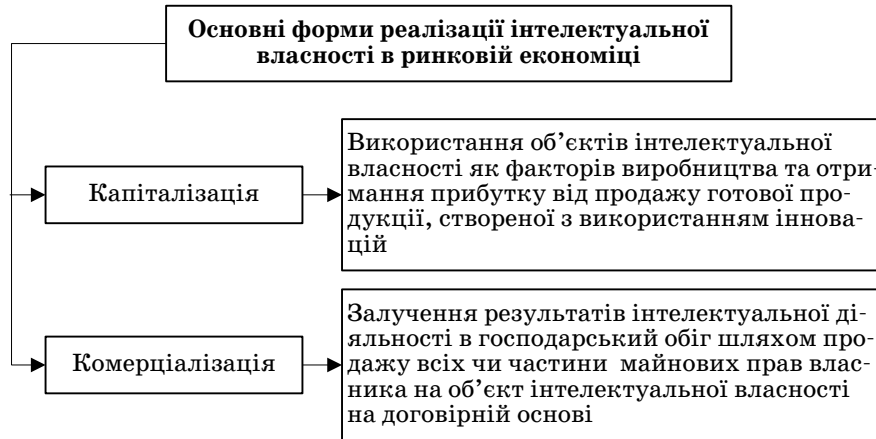 Основні форми реалізації інтелектуальної
власності в ринковій економіці
Капіталізація
Використання об’єктів інтелектуальної
власності як факторів виробництва та отри-
мання прибутку від продажу готової про-
дукції, створеної з використанням іннова-
цій
Комерціалізація
Залучення результатів інтелектуальної ді-
яльності в господарський обіг шляхом про-
дажу всіх чи частини майнових прав влас-
ника на об’єкт інтелектуальної власності
на договірній основі